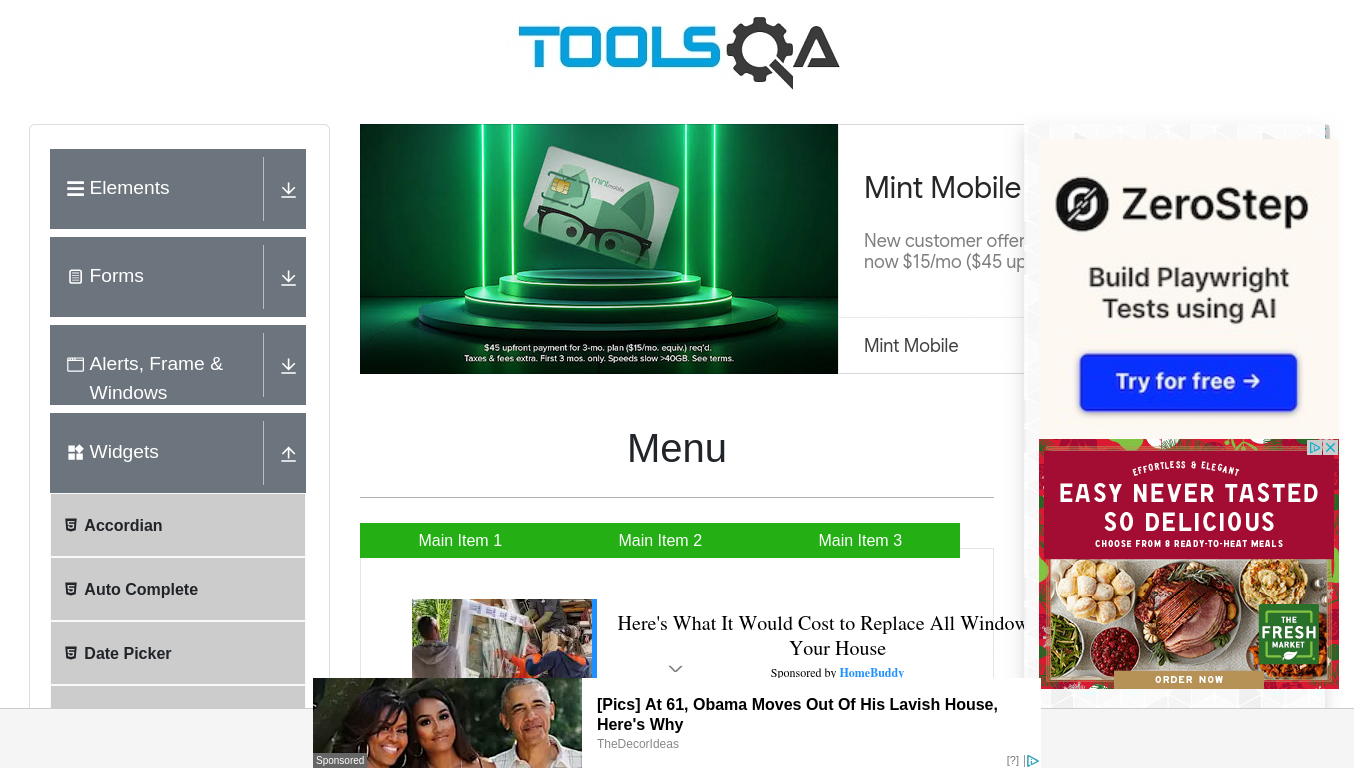 TOOLSQA
Elements
Forms
Alerts, Frame &
Windows
Widgets
Accordian
Auto Complete
Date Picker
mintmobile
$45 upfront payment for 3-mo. plan ($15/mo. equiv.) req'd.
Taxes & fees extra. First 3 mos. only. Speeds slow >40GB. See terms.
Mint Mobile
New customer offer
now $15/mo ($45 up
Mint Mobile
Menu
Main Item 1
Main Item 2
Main Item 3
Here's What It Would Cost to Replace All Window
Your House
Sponsored by HomeBuddy
ZeroStep
Build Playwright
Tests using AI
Try for free →
EFFORTLESS & ELEGANT
EASY NEVER TASTED
SO DELICIOUS
CHOOSE FROM 8 READY-TO-HEAT MEALS
THE
FRESH
MARKET
ORDER NOW
[Pics] At 61, Obama Moves Out Of His Lavish House,
Here's Why
TheDecorIdeas
Sponsored
[?]